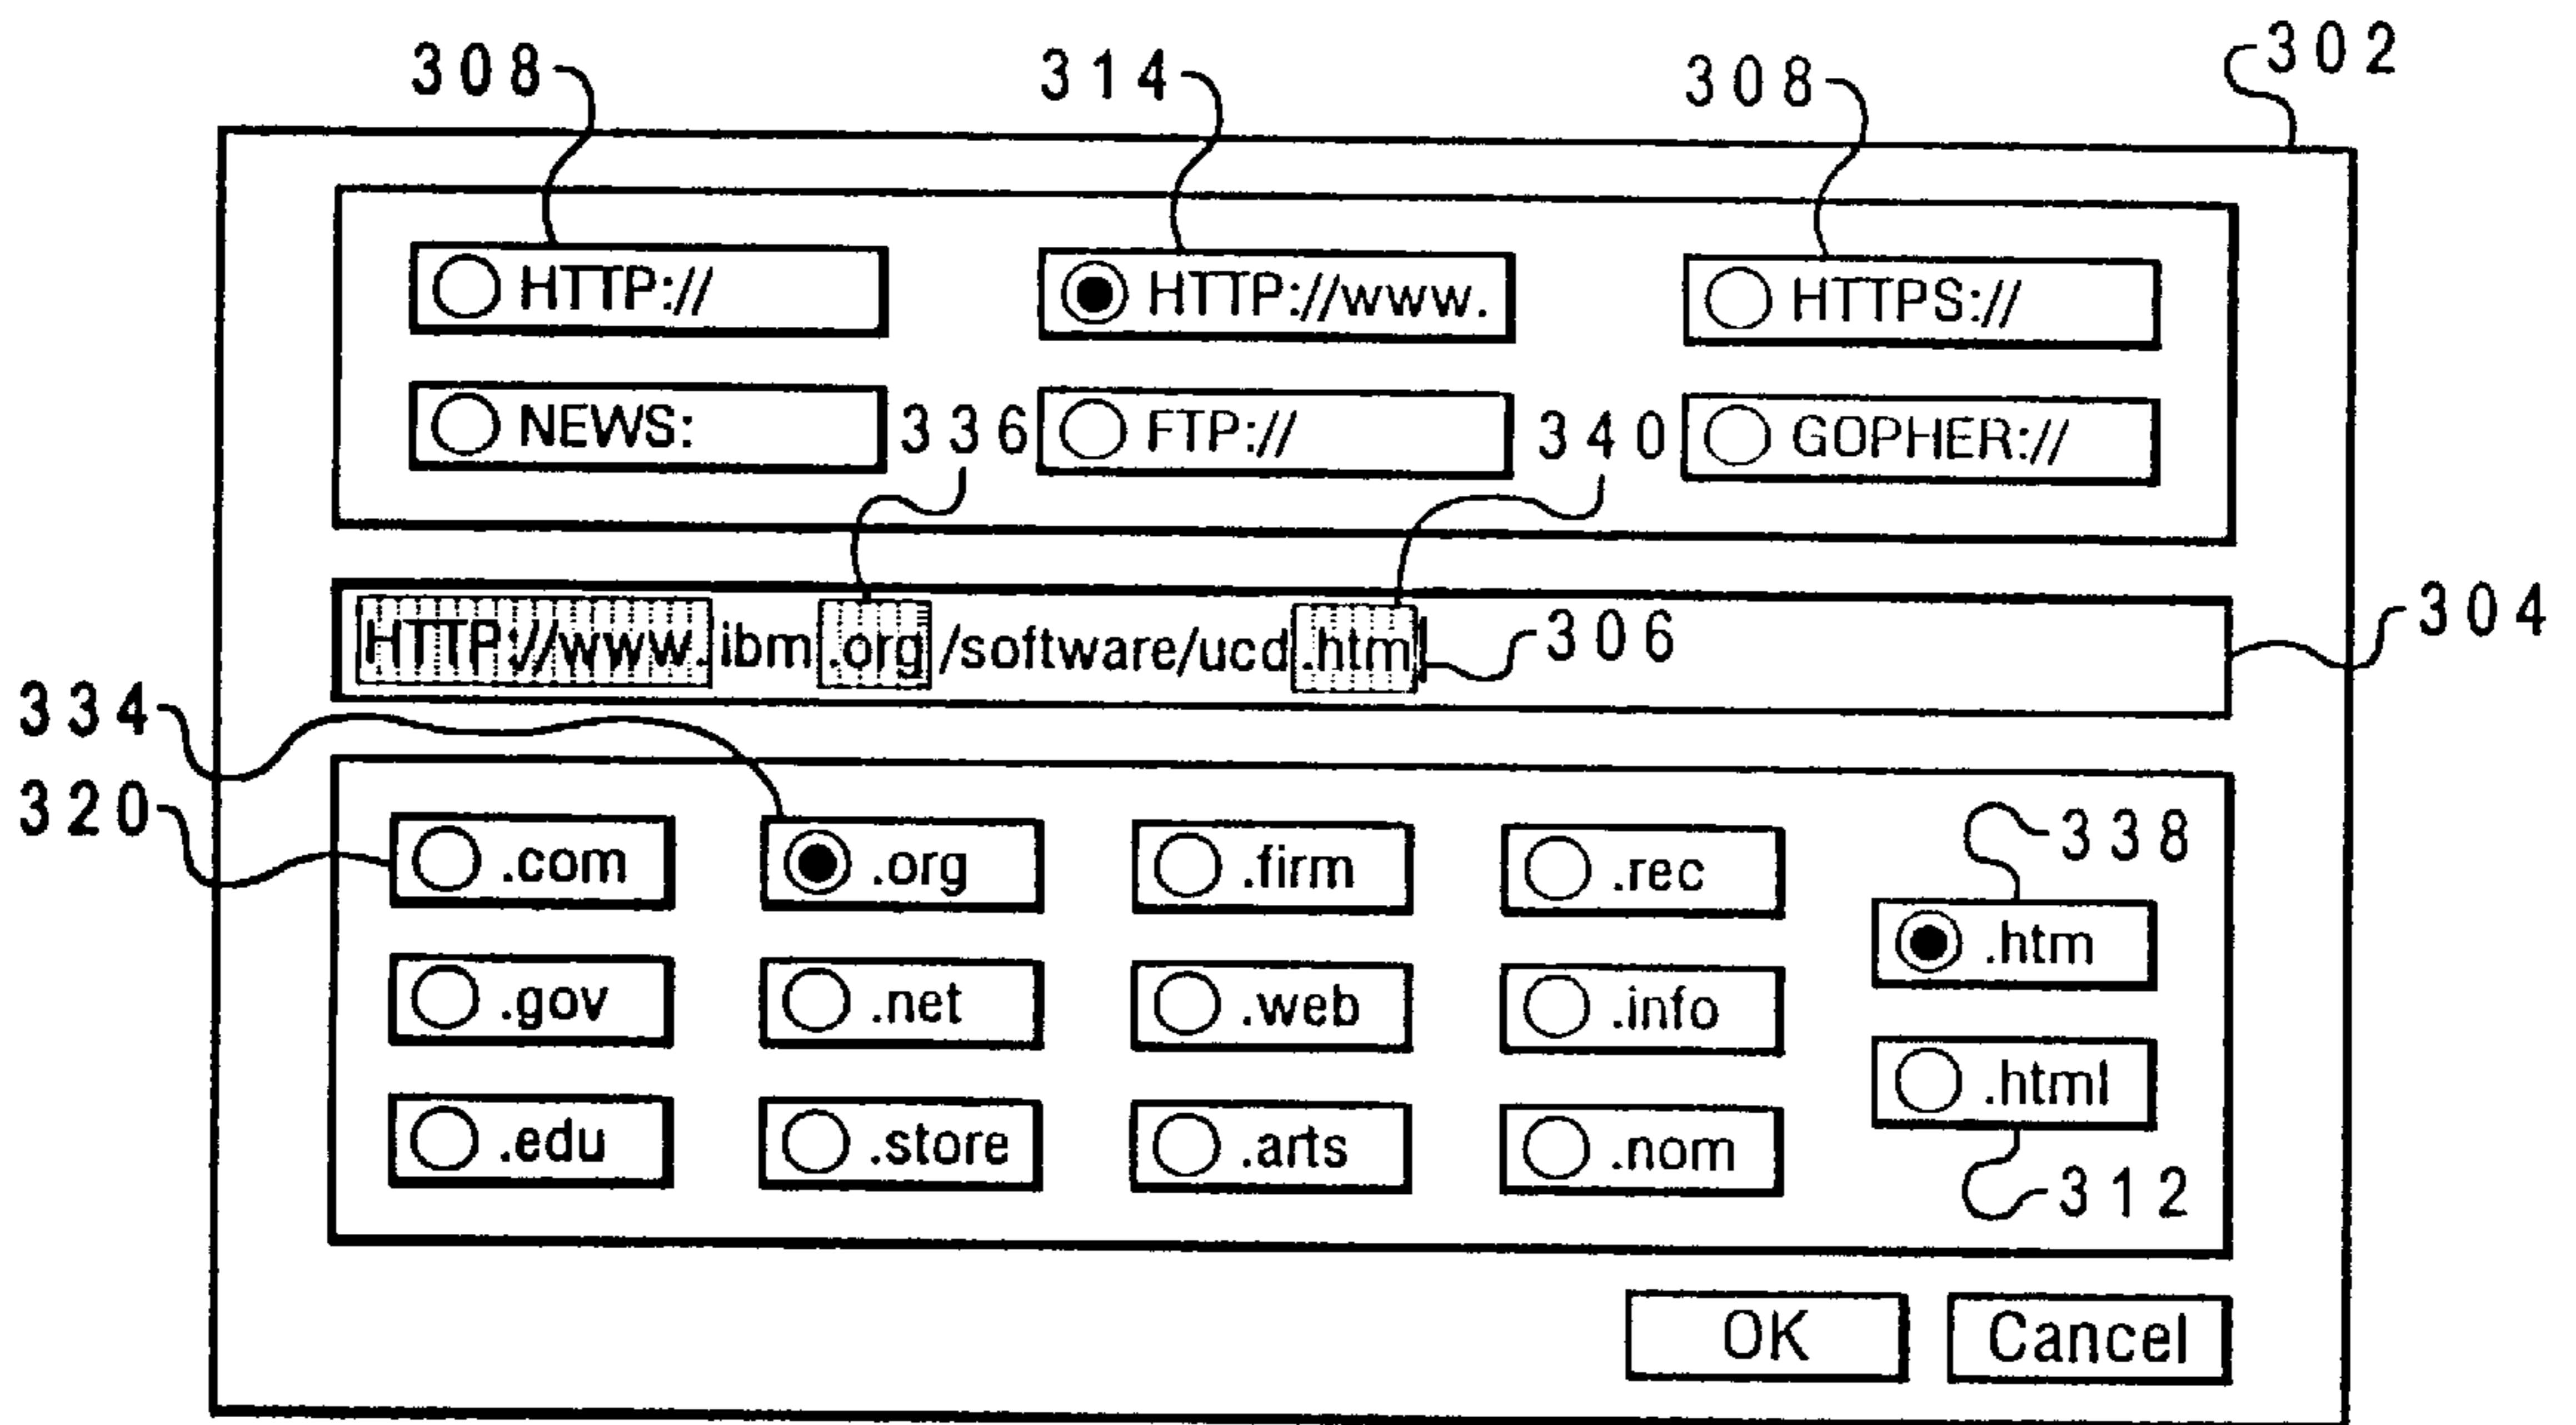 308 314 308 302
HTTP:// HTTP://www. HTTPS://
NEWS: 336 FTP:// 340 GOPHER://
HTTP://www.ibm.org/software/ucd.htm 306 304
334
320 .com .org .firm .rec 338
.htm
.gov .net .web .info
.html
.edu .store .arts .nom 312
OK Cancel